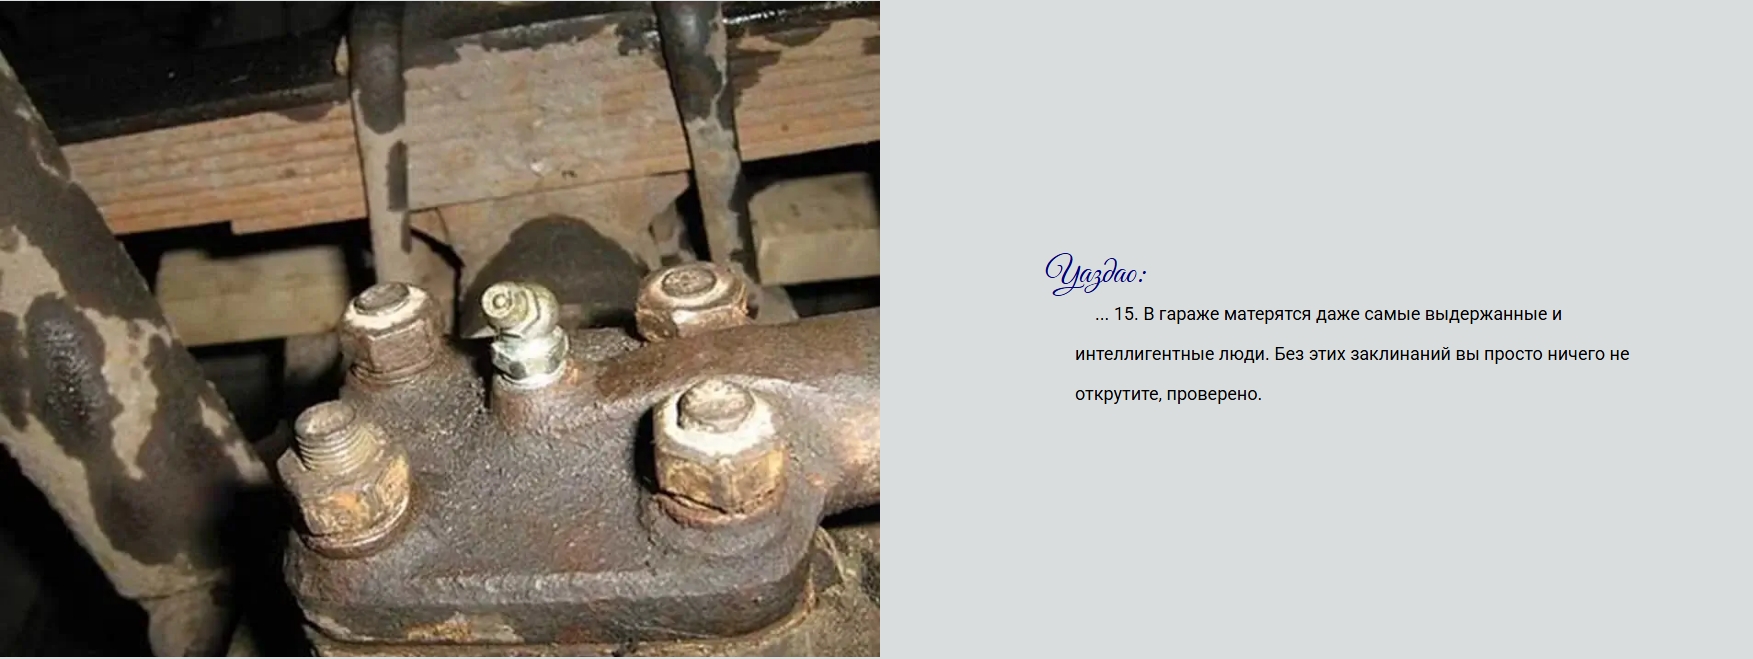 Уаздао:
... 15. В гараже матерятся даже самые выдержанные и
интеллигентные люди. Без этих заклинаний вы просто ничего не
открутите, проверено.